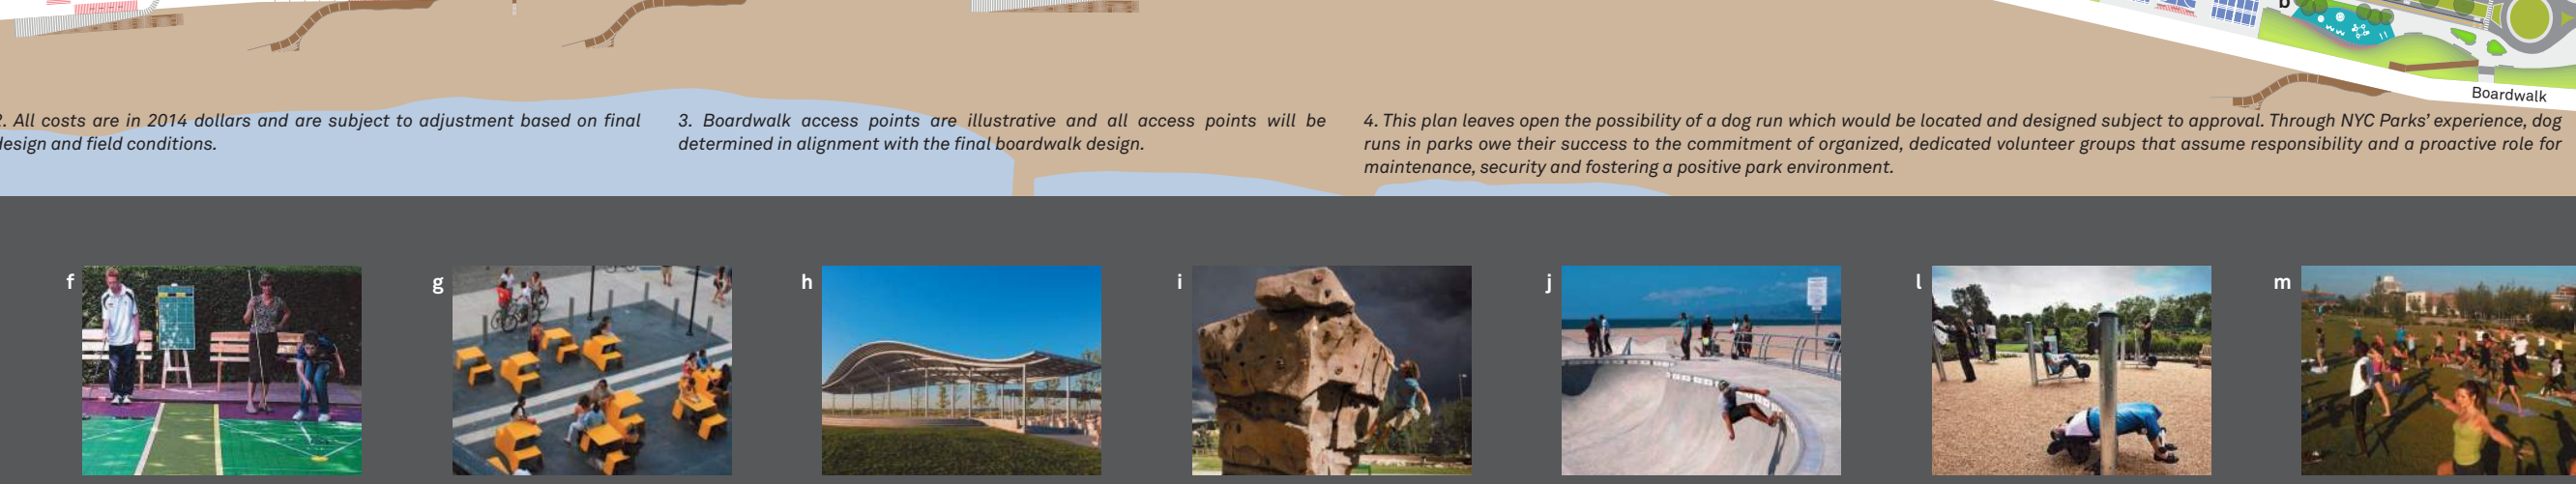 b
Boardwalk
2. All costs are in 2014 dollars and are subject to adjustment based on final
design and field conditions.
3. Boardwalk access points are illustrative and all access points will be
determined in alignment with the final boardwalk design.
4. This plan leaves open the possibility of a dog run which would be located and designed subject to approval. Through NYC Parks’ experience, dog
runs in parks owe their success to the commitment of organized, dedicated volunteer groups that assume responsibility and a proactive role for
maintenance, security and fostering a positive park environment.
f
g
h
i
j
l
m